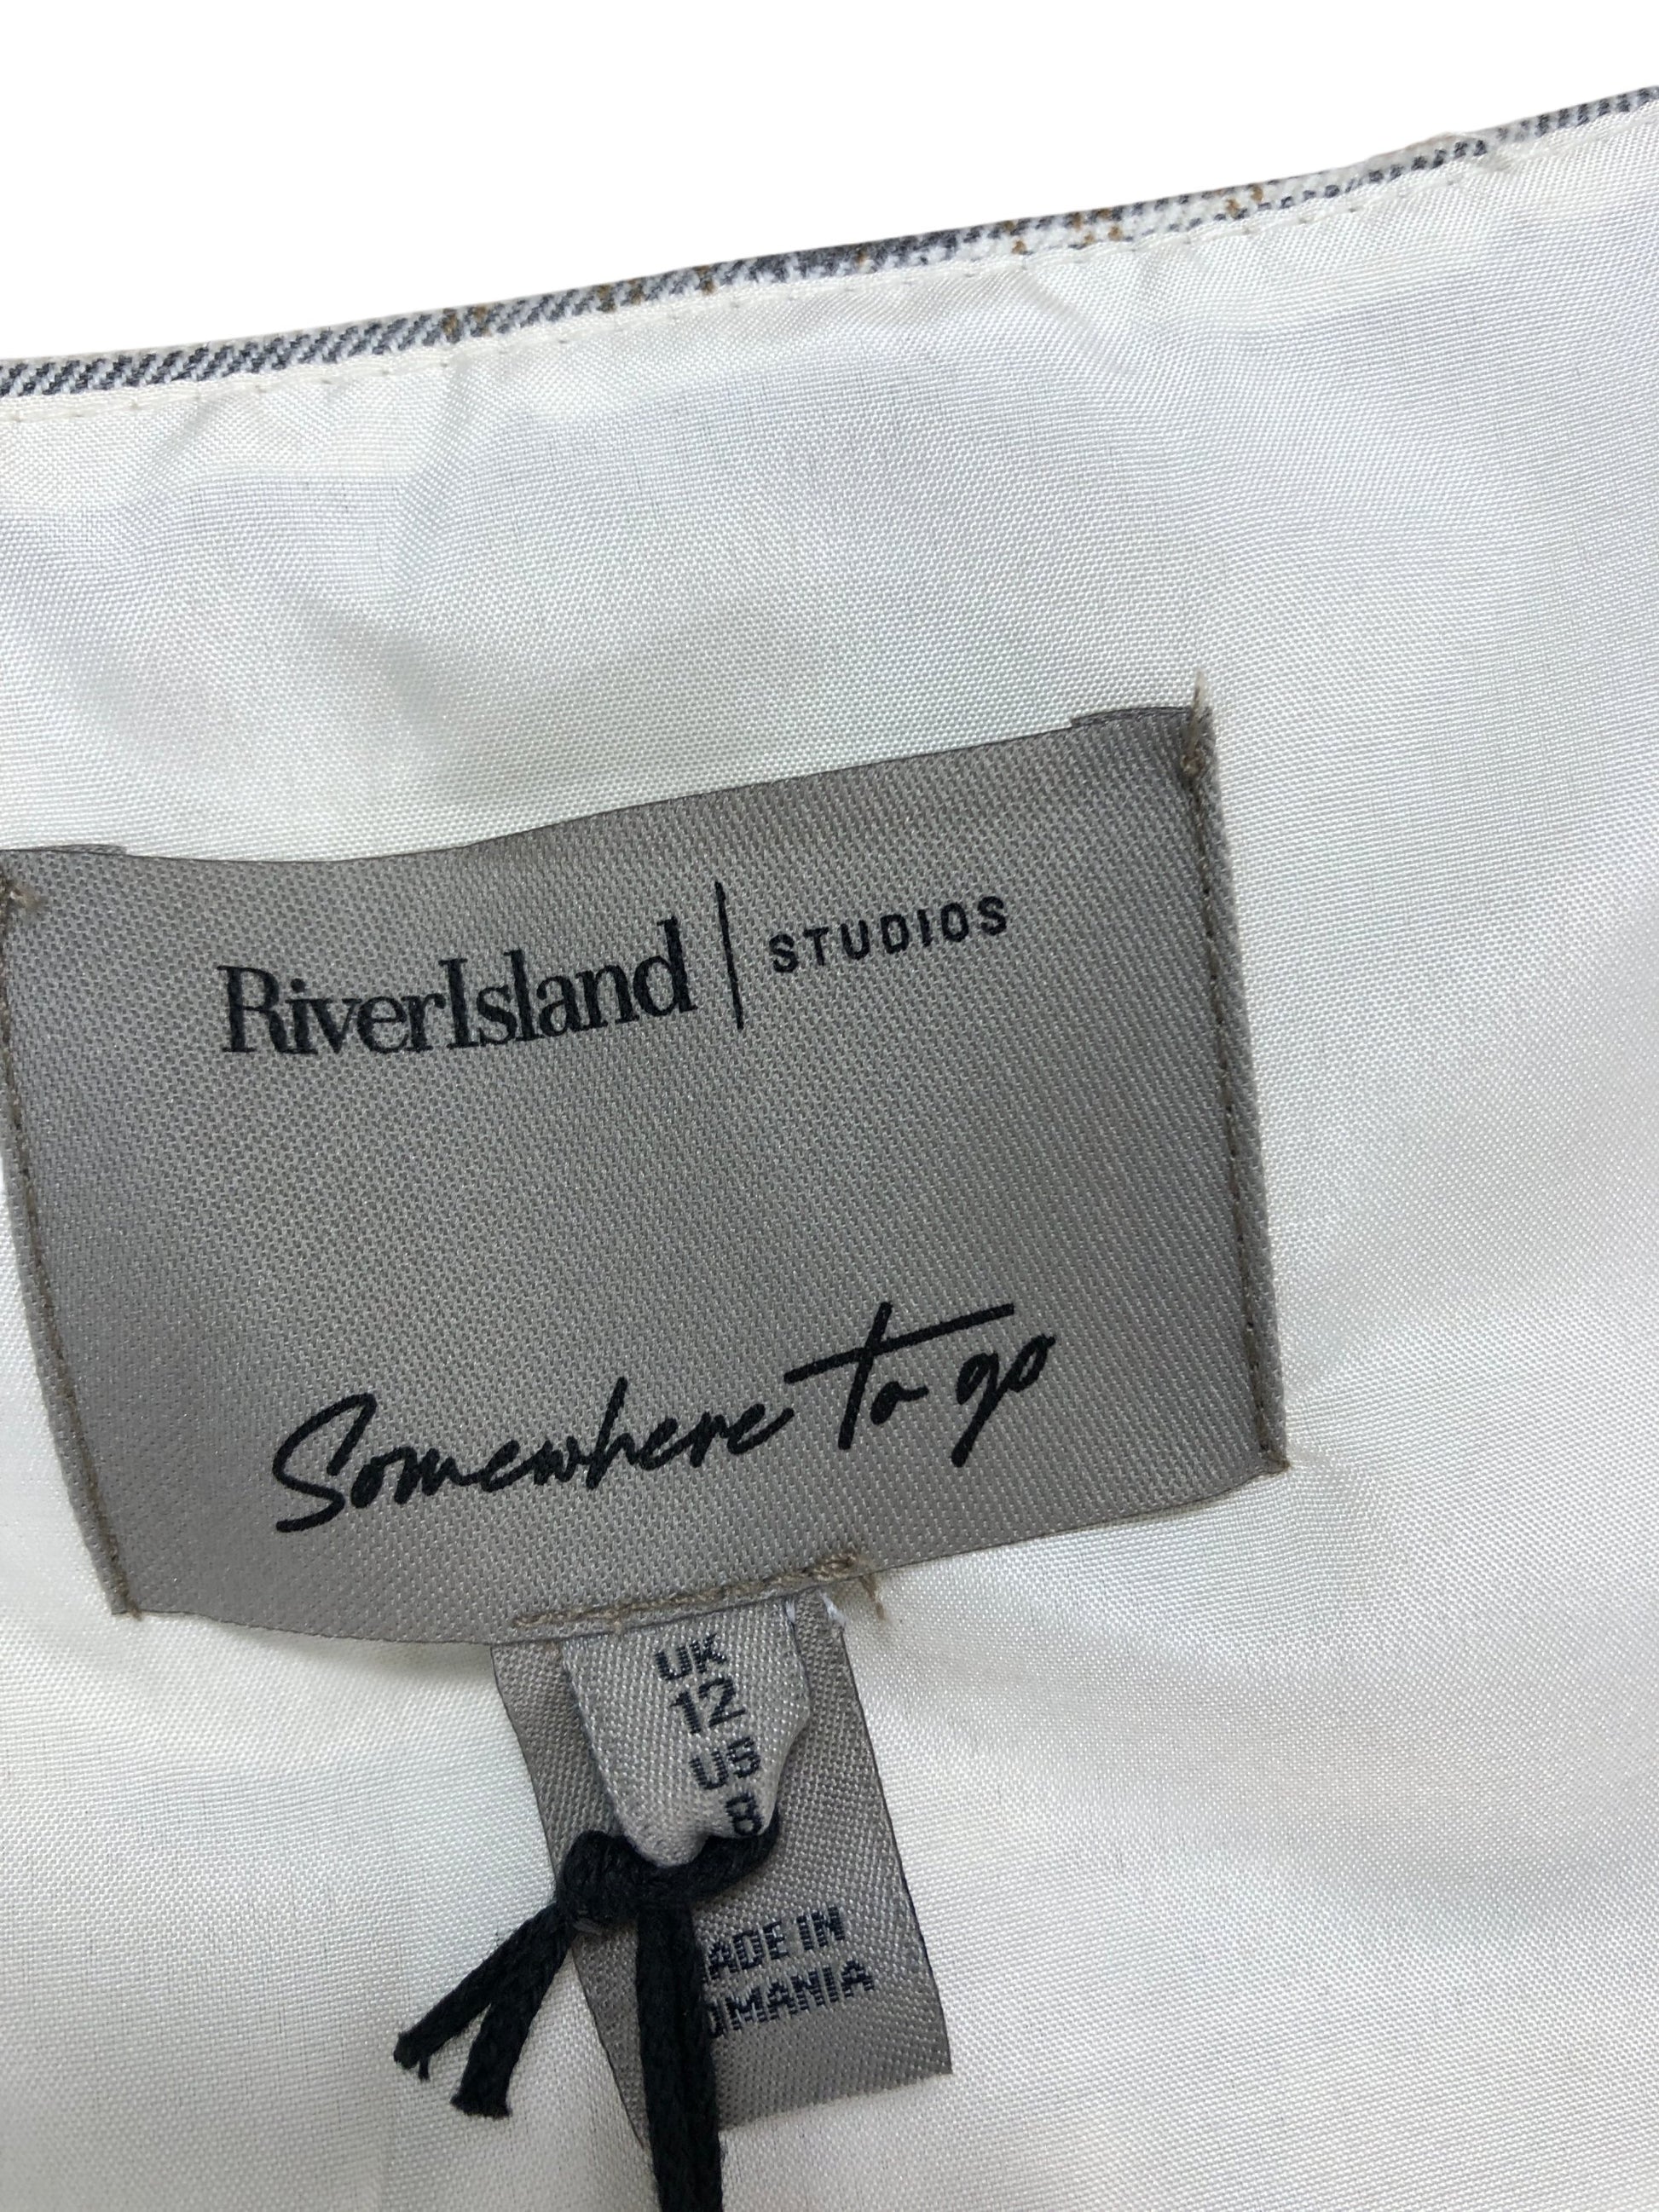 RiverIsland | STUDIOS
Somewhere to go
UK
12
US
8
MADE IN
ROMANIA